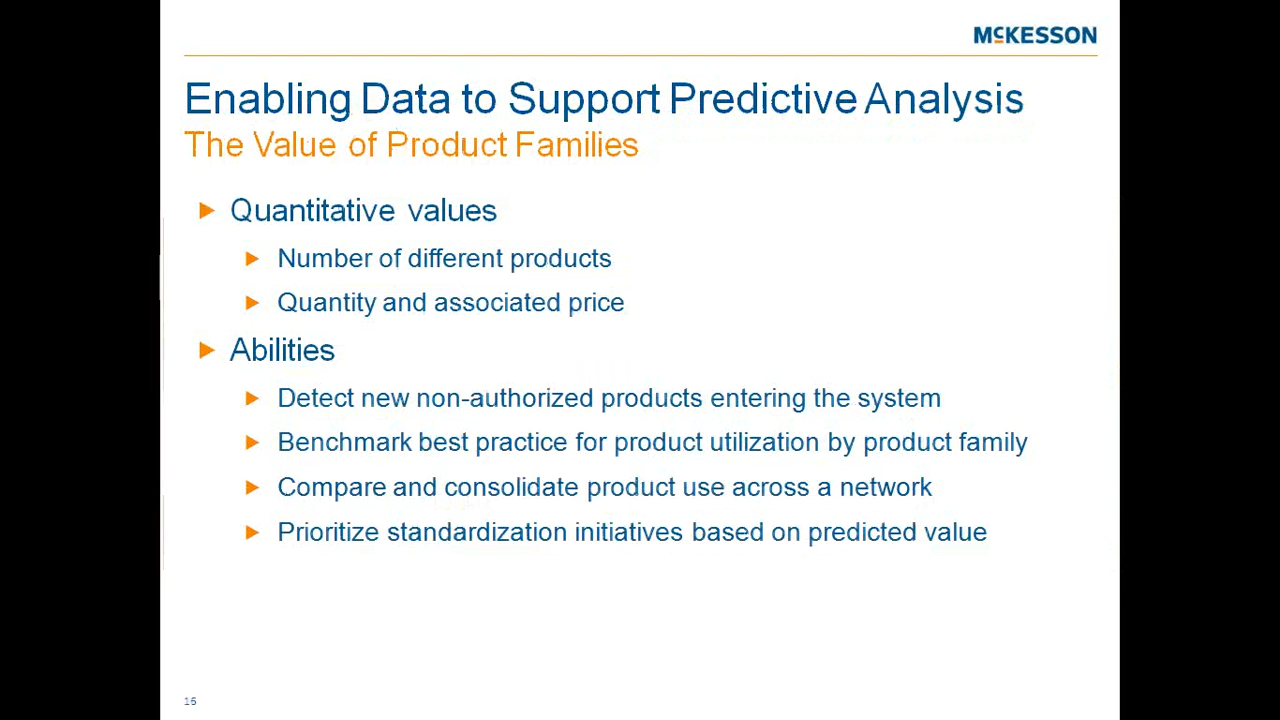 McKESSON
Enabling Data to Support Predictive Analysis
The Value of Product Families
Quantitative values
Number of different products
Quantity and associated price
Abilities
Detect new non-authorized products entering the system
Benchmark best practice for product utilization by product family
Compare and consolidate product use across a network
Prioritize standardization initiatives based on predicted value
15